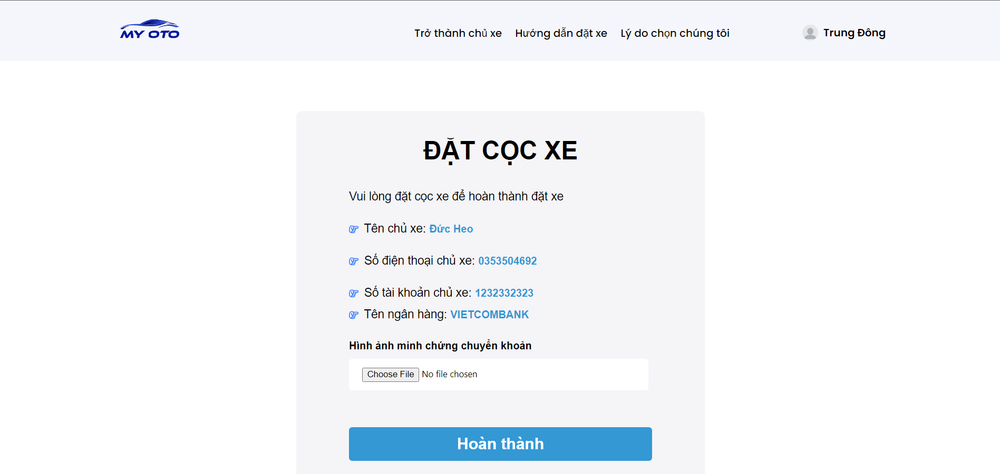 MY OTO
Trở thành chủ xe Hướng dẫn đặt xe Lý do chọn chúng tôi Trung Đông
ĐẶT CỌC XE
Vui lòng đặt cọc xe để hoàn thành đặt xe
Tên chủ xe: Đức Heo
Số điện thoại chủ xe: 0353504692
Số tài khoản chủ xe: 1232332323
Tên ngân hàng: VIETCOMBANK
Hình ảnh minh chứng chuyển khoản
Choose File No file chosen
Hoàn thành